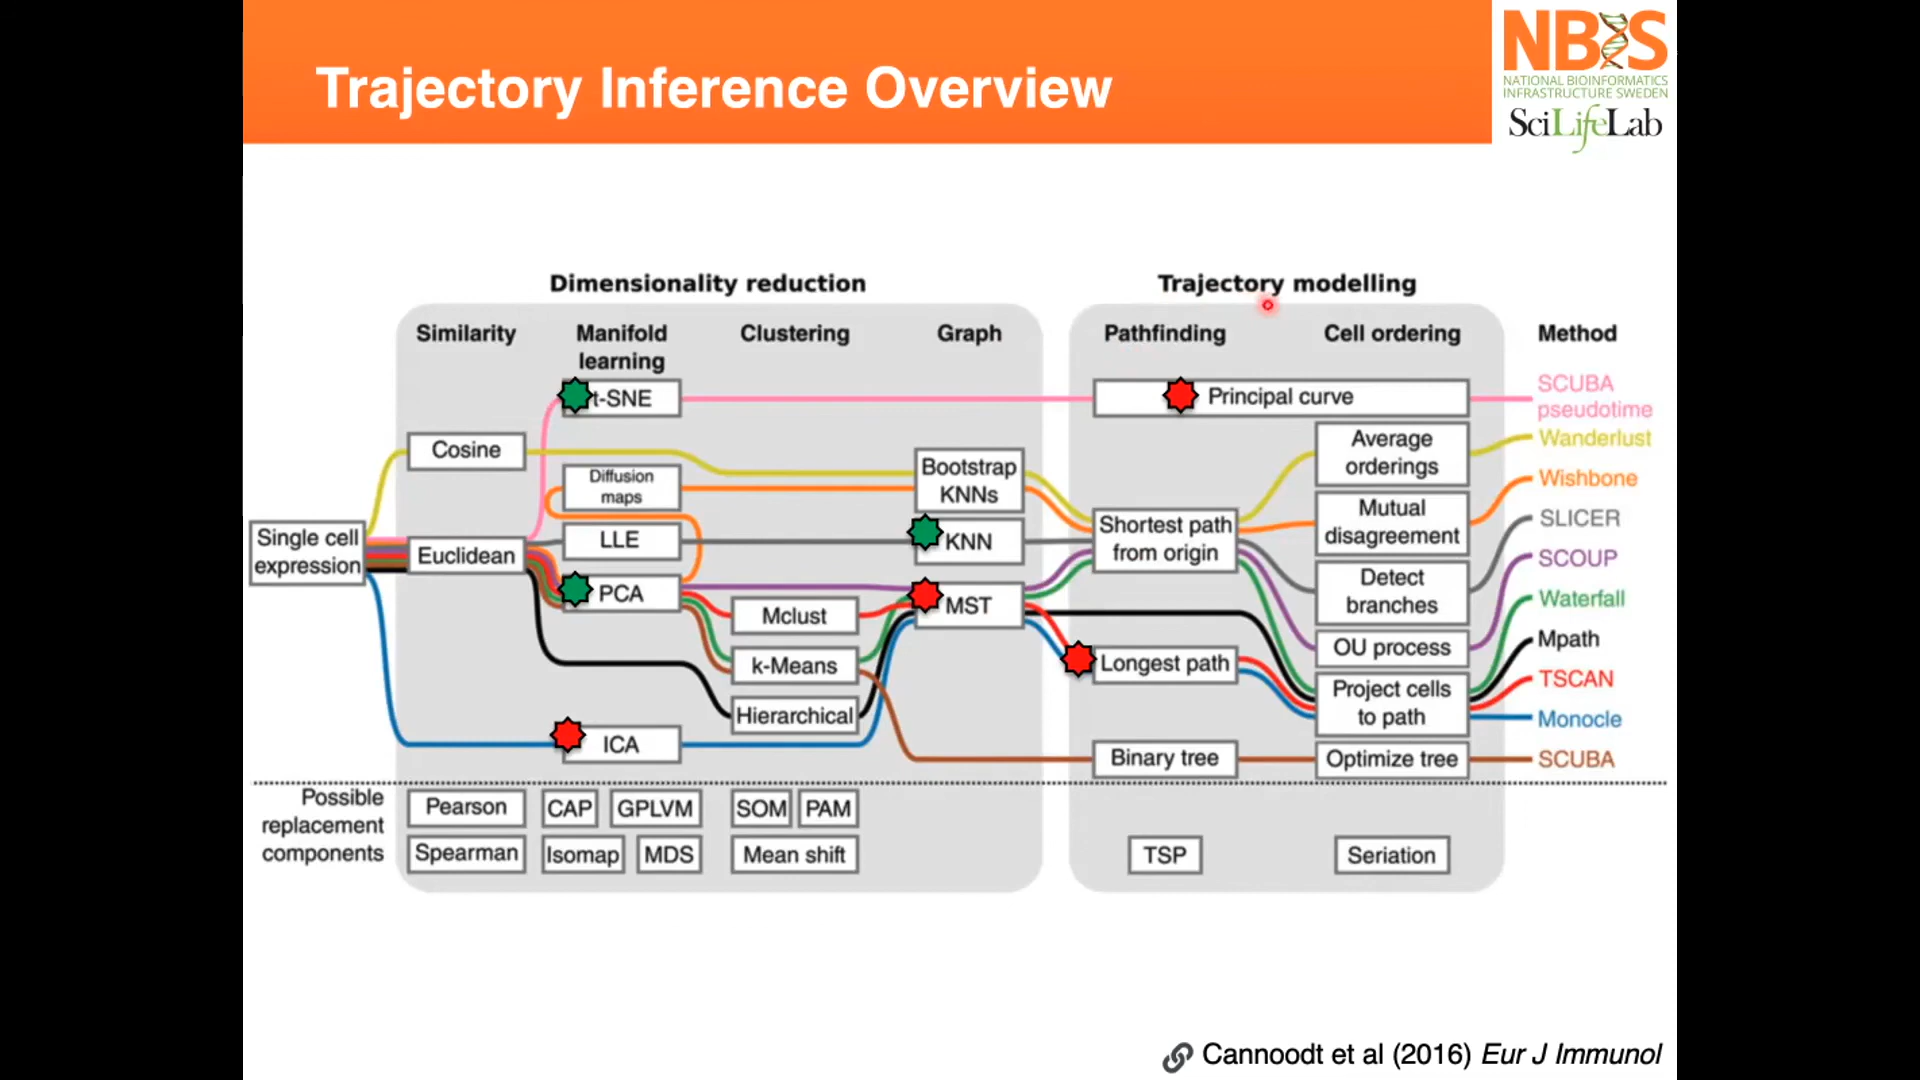 Trajectory Inference Overview
NBIS
NATIONAL BIOINFORMATICS
INFRASTRUCTURE SWEDEN
SciLifeLab
Dimensionality reduction
Trajectory modelling
Similarity
Manifold
learning
Clustering
Graph
Pathfinding
Cell ordering
Method
t-SNE
Principal curve
SCUBA
pseudotime
Cosine
Average
orderings
Wanderlust
Diffusion
maps
Bootstrap
KNNs
Wishbone
Single cell
expression
Euclidean
LLE
KNN
Shortest path
from origin
Mutual
disagreement
SLICER
SCOUP
PCA
Mclust
MST
Detect
branches
Waterfall
k-Means
Longest path
OU process
Mpath
Hierarchical
Project cells
to path
TSCAN
Monocle
ICA
Binary tree
Optimize tree
SCUBA
Possible
replacement
components
Pearson
CAP
GPLVM
SOM
PAM
Spearman
Isomap
MDS
Mean shift
TSP
Seriation
Cannoodt et al (2016) Eur J Immunol